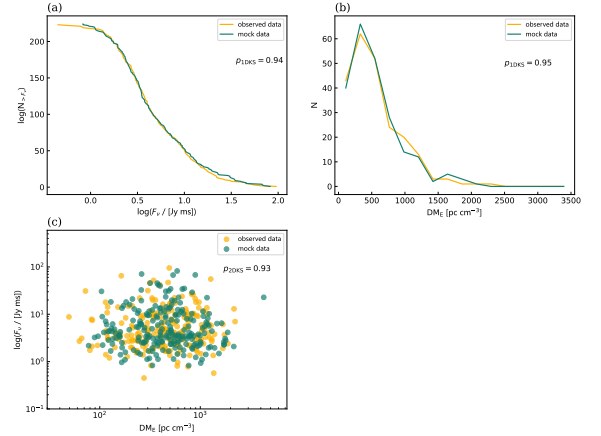 (a)
observed data
mock data
p1DKS = 0.94
log(N>Fν)
200
150
100
50
0
0.0 0.5 1.0 1.5 2.0
log(Fν / [Jy ms])
(b)
observed data
mock data
p1DKS = 0.95
N
60
50
40
30
20
10
0
0 500 1000 1500 2000 2500 3000 3500
DME [pc cm−3]
(c)
observed data
mock data
p2DKS = 0.93
log(Fν / [Jy ms])
10²
10¹
10⁰
10⁻¹
10² 10³
DME [pc cm−3]